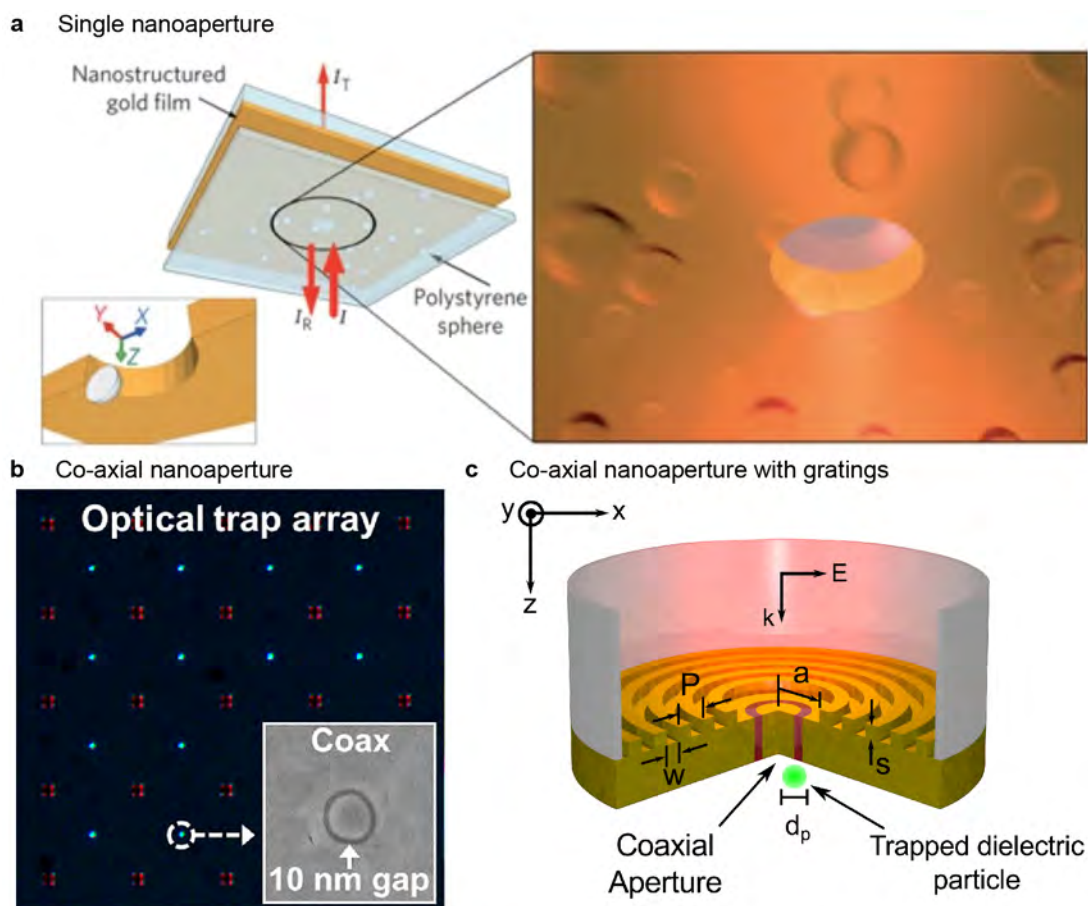 a Single nanoaperture
Nanostructured
gold film
I_T
I_R
I
Polystyrene
sphere
Y
X
Z
b Co-axial nanoaperture
Optical trap array
Coax
10 nm gap
c Co-axial nanoaperture with gratings
y
x
z
E
k
P
a
w
s
d_p
Coaxial
Aperture
Trapped dielectric
particle